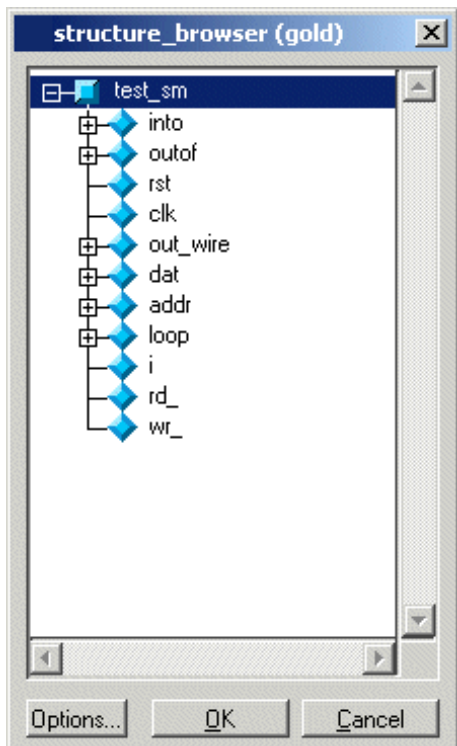 structure_browser (gold)
test_sm
into
outof
rst
clk
out_wire
dat
addr
loop
i
rd_
wr_
Options... OK Cancel